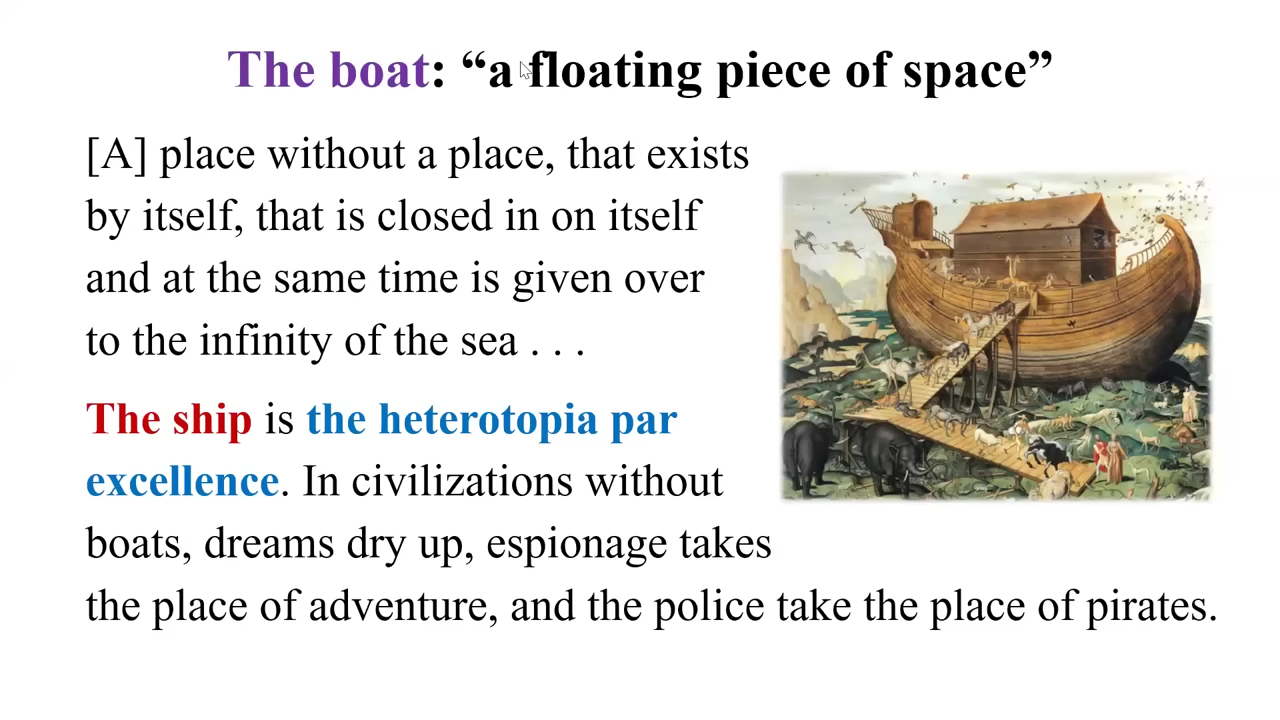 The boat: “a floating piece of space”
[A] place without a place, that exists
by itself, that is closed in on itself
and at the same time is given over
to the infinity of the sea . . .
The ship is the heterotopia par
excellence. In civilizations without
boats, dreams dry up, espionage takes
the place of adventure, and the police take the place of pirates.